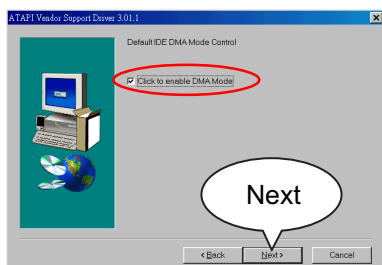 ATAPI Vendor Support Driver 3.01.1
Default IDE DMA Mode Control
Click to enable DMA Mode
Next
< Back
Next >
Cancel